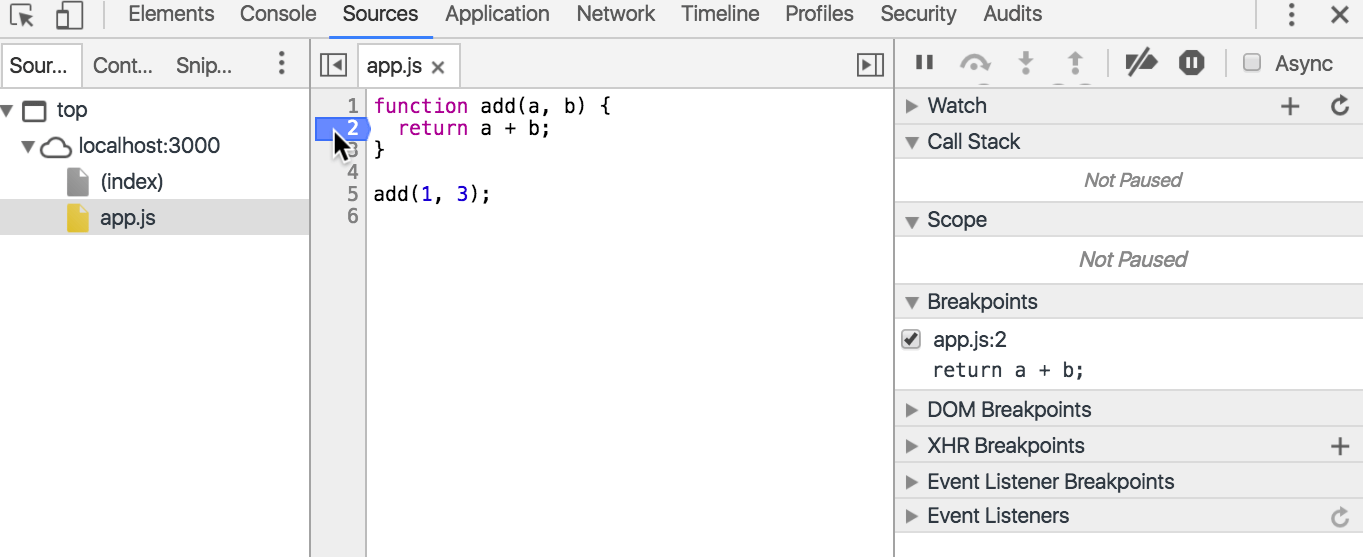 Elements Console Sources Application Network Timeline Profiles Security Audits
Sour... Cont... Snip...
top
localhost:3000
(index)
app.js
app.js
1 function add(a, b) {
2 return a + b;
3 }
4
5 add(1, 3);
6
Async
Watch
Call Stack
Not Paused
Scope
Not Paused
Breakpoints
app.js:2
return a + b;
DOM Breakpoints
XHR Breakpoints
Event Listener Breakpoints
Event Listeners